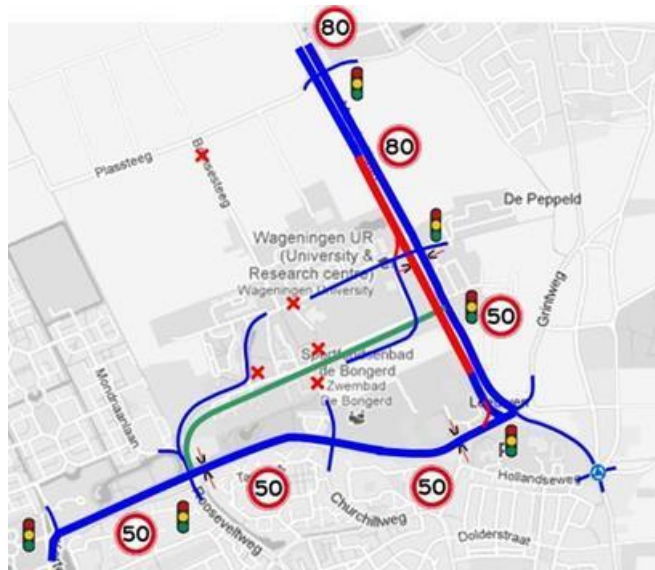 80
80
Plassteeg
De Peppeld
Wageningen UR
(University &
Research centre)
Wageningen University
Grintweg
50
Sportfondsenbad
de Bongerd
Zwembad
De Bongerd
Mondriaanlaan
50
50
Hollandseweg
50
Rooseveltweg
Churchillweg
Dolderstraat